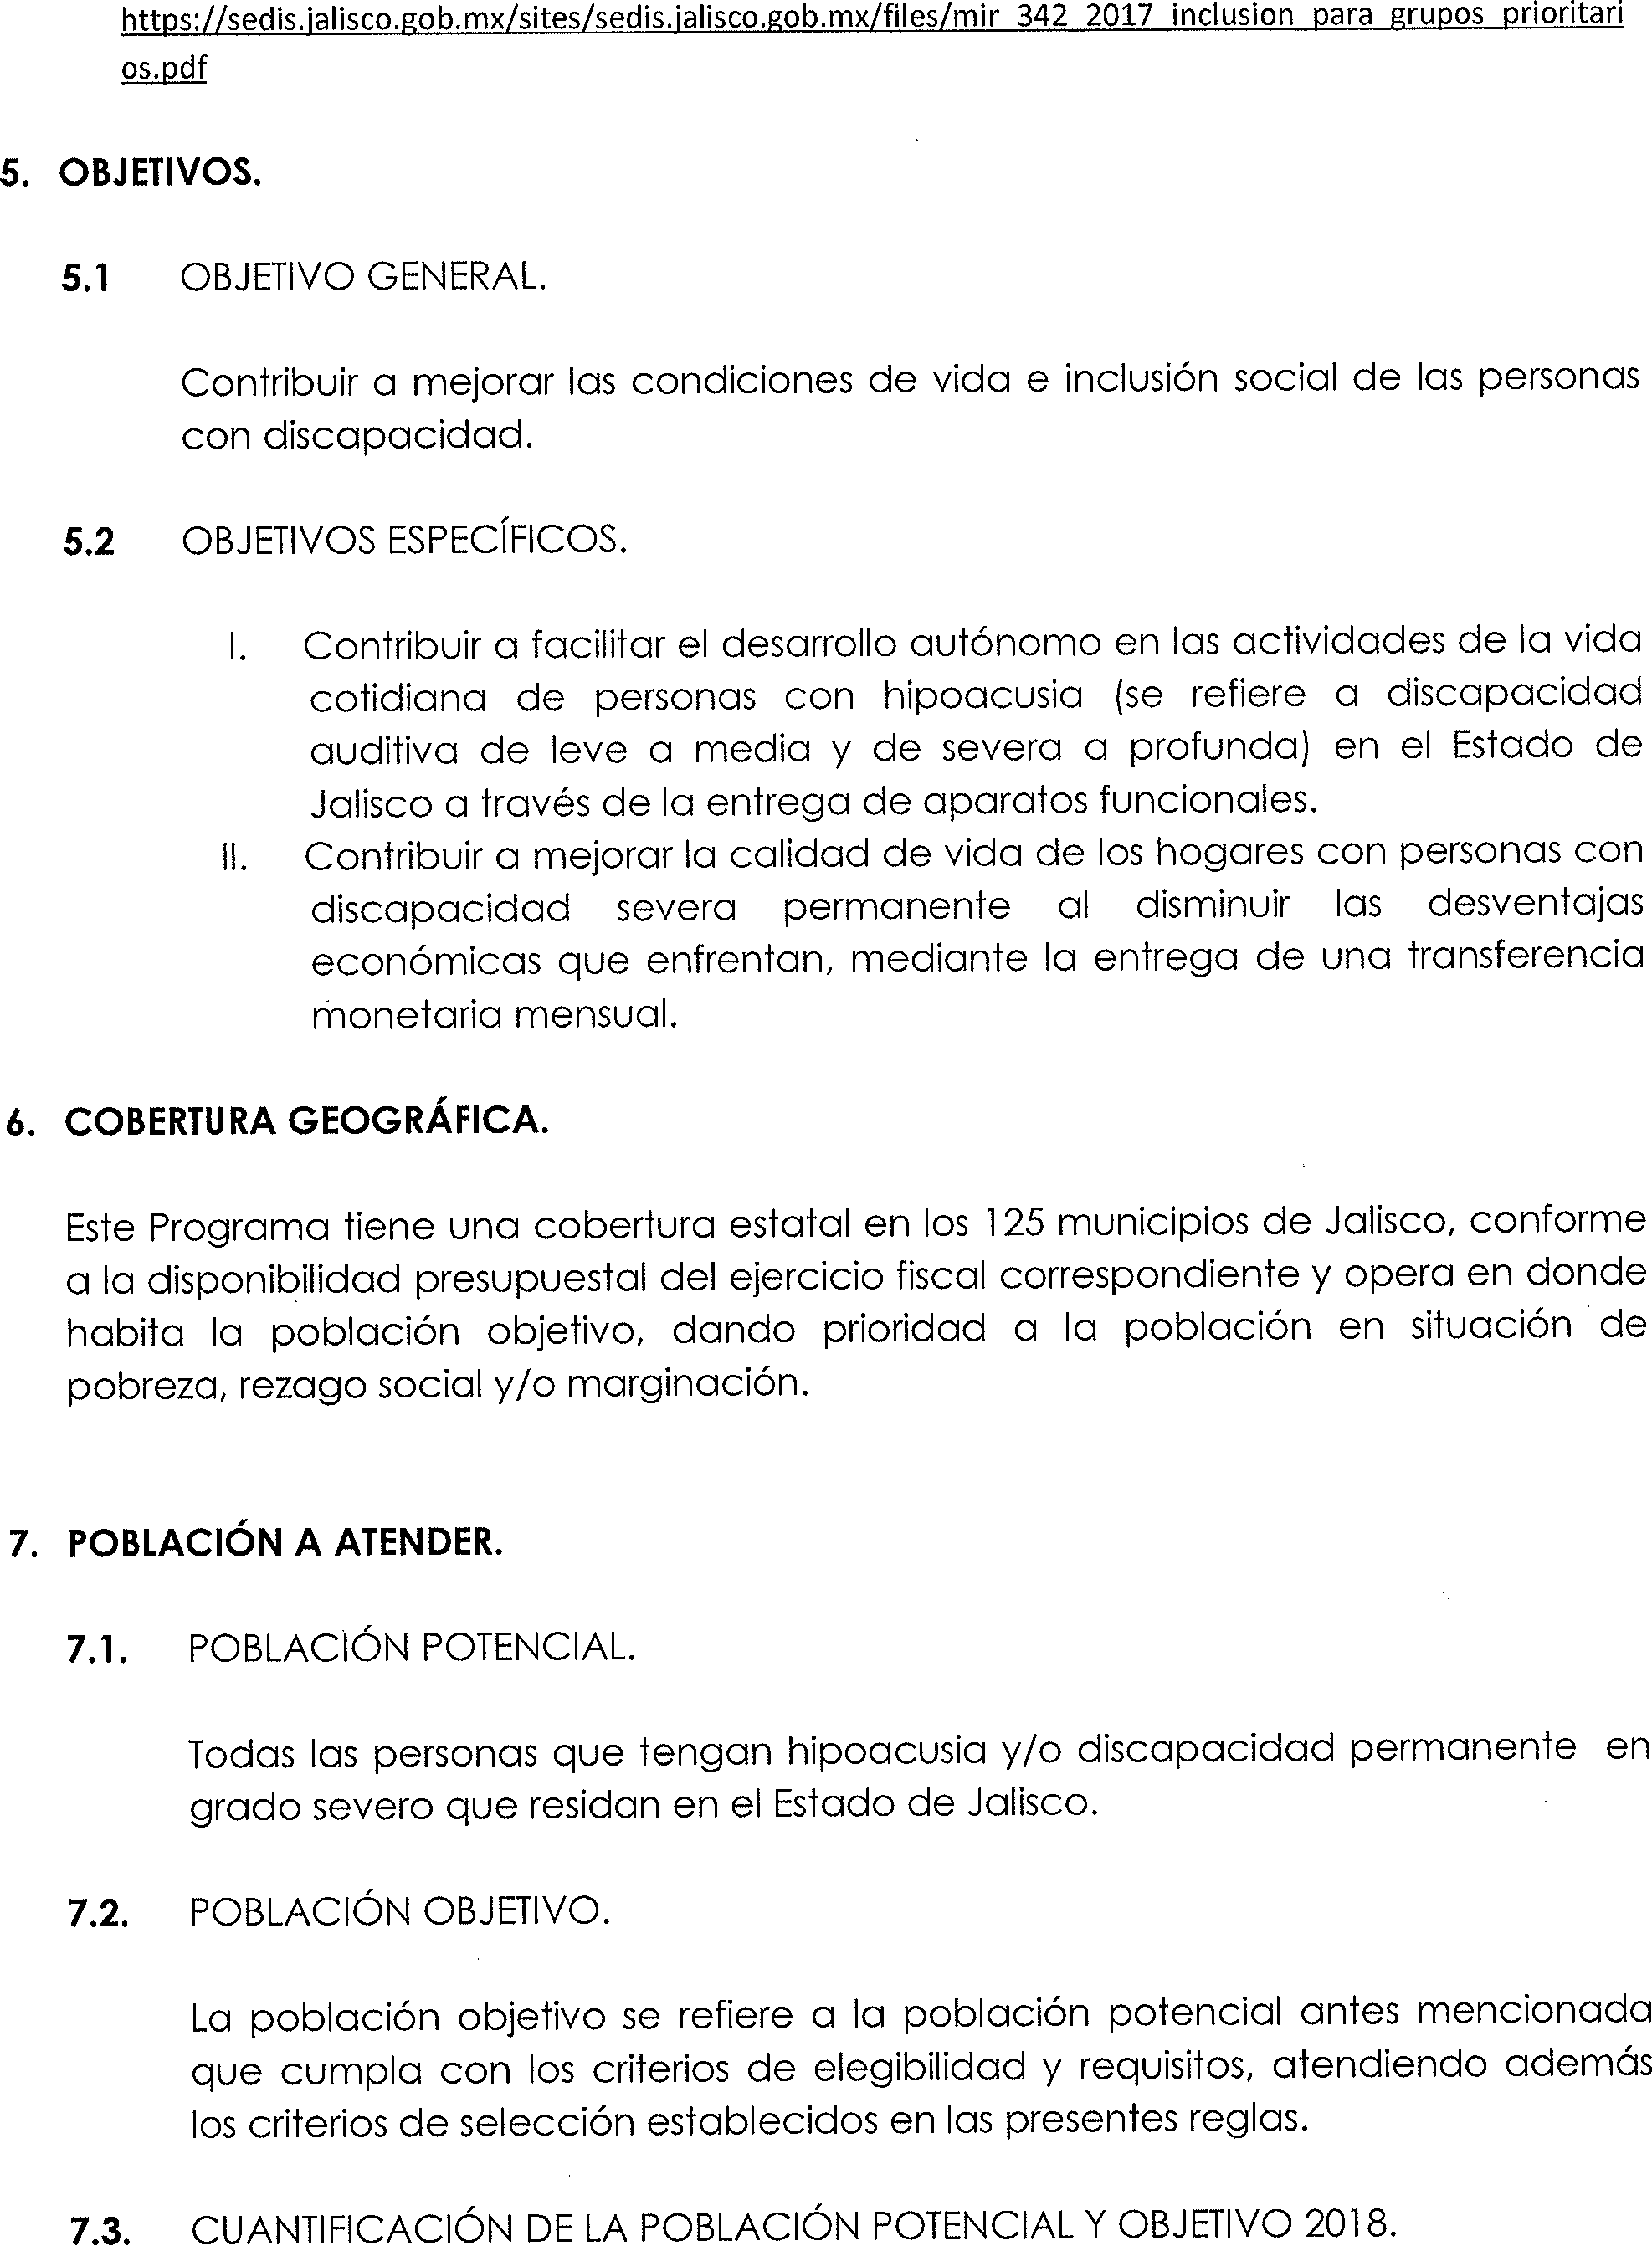 https://sedis.jalisco.gob.mx/sites/sedis.jalisco.gob.mx/files/mir_342_2017_inclusion_para_grupos_prioritari
os.pdf
5. OBJETIVOS.
5.1 OBJETIVO GENERAL.
Contribuir a mejorar las condiciones de vida e inclusión social de las personas
con discapacidad.
5.2 OBJETIVOS ESPECÍFICOS.
I. Contribuir a facilitar el desarrollo autónomo en las actividades de la vida
cotidiana de personas con hipoacusia (se refiere a discapacidad
auditiva de leve a media y de severa a profunda) en el Estado de
Jalisco a través de la entrega de aparatos funcionales.
II. Contribuir a mejorar la calidad de vida de los hogares con personas con
discapacidad severa permanente al disminuir las desventajas
económicas que enfrentan, mediante la entrega de una transferencia
monetaria mensual.
6. COBERTURA GEOGRÁFICA.
Este Programa tiene una cobertura estatal en los 125 municipios de Jalisco, conforme
a la disponibilidad presupuestal del ejercicio fiscal correspondiente y opera en donde
habita la población objetivo, dando prioridad a la población en situación de
pobreza, rezago social y/o marginación.
7. POBLACIÓN A ATENDER.
7.1. POBLACIÓN POTENCIAL.
Todas las personas que tengan hipoacusia y/o discapacidad permanente en
grado severo que residan en el Estado de Jalisco.
7.2. POBLACIÓN OBJETIVO.
La población objetivo se refiere a la población potencial antes mencionada
que cumpla con los criterios de elegibilidad y requisitos, atendiendo además
los criterios de selección establecidos en las presentes reglas.
7.3. CUANTIFICACIÓN DE LA POBLACIÓN POTENCIAL Y OBJETIVO 2018.